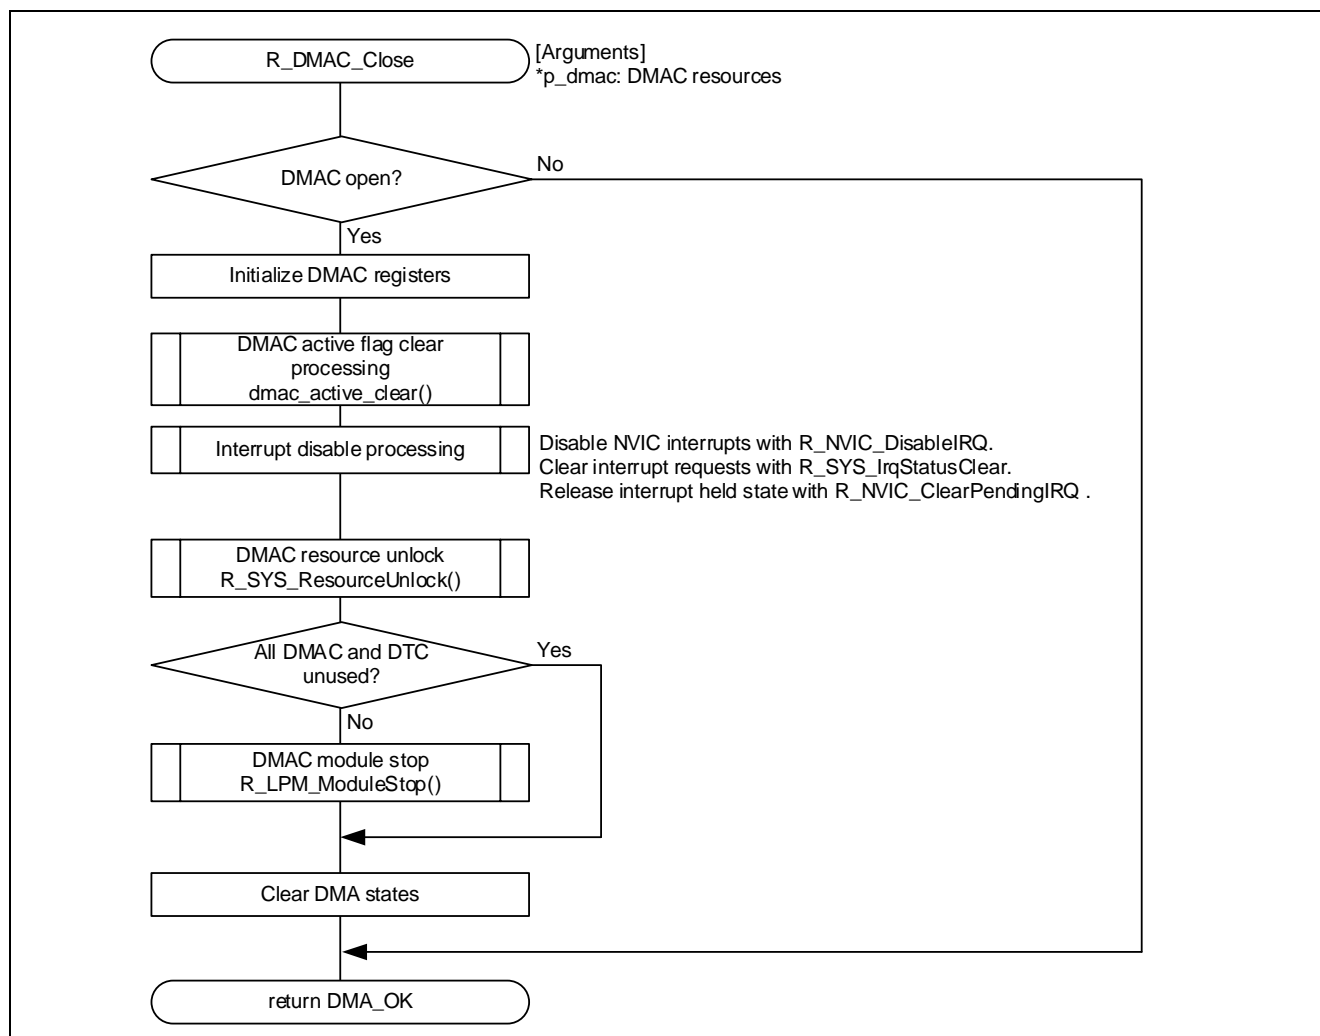 R_DMAC_Close
[Arguments]
*p_dmac: DMAC resources
DMAC open?
No
Yes
Initialize DMAC registers
DMAC active flag clear
processing
dmac_active_clear()
Interrupt disable processing
Disable NVIC interrupts with R_NVIC_DisableIRQ.
Clear interrupt requests with R_SYS_IrqStatusClear.
Release interrupt held state with R_NVIC_ClearPendingIRQ .
DMAC resource unlock
R_SYS_ResourceUnlock()
All DMAC and DTC
unused?
Yes
No
DMAC module stop
R_LPM_ModuleStop()
Clear DMA states
return DMA_OK